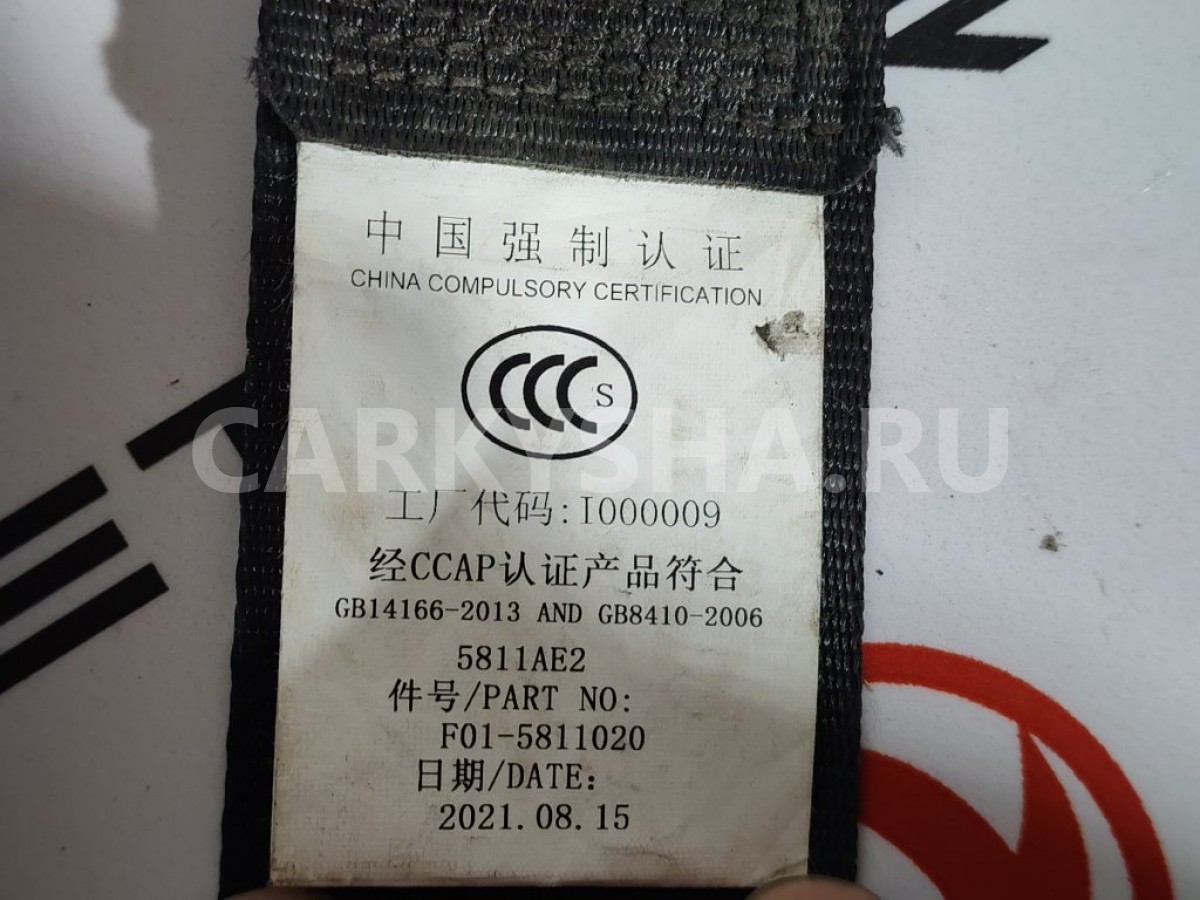 中国强制认证
CHINA COMPULSORY CERTIFICATION
CCC S
CARKYSHA.RU
工厂代码:I000009
经CCAP认证产品符合
GB14166-2013 AND GB8410-2006
5811AE2
件号/PART NO:
F01-5811020
日期/DATE:
2021.08.15